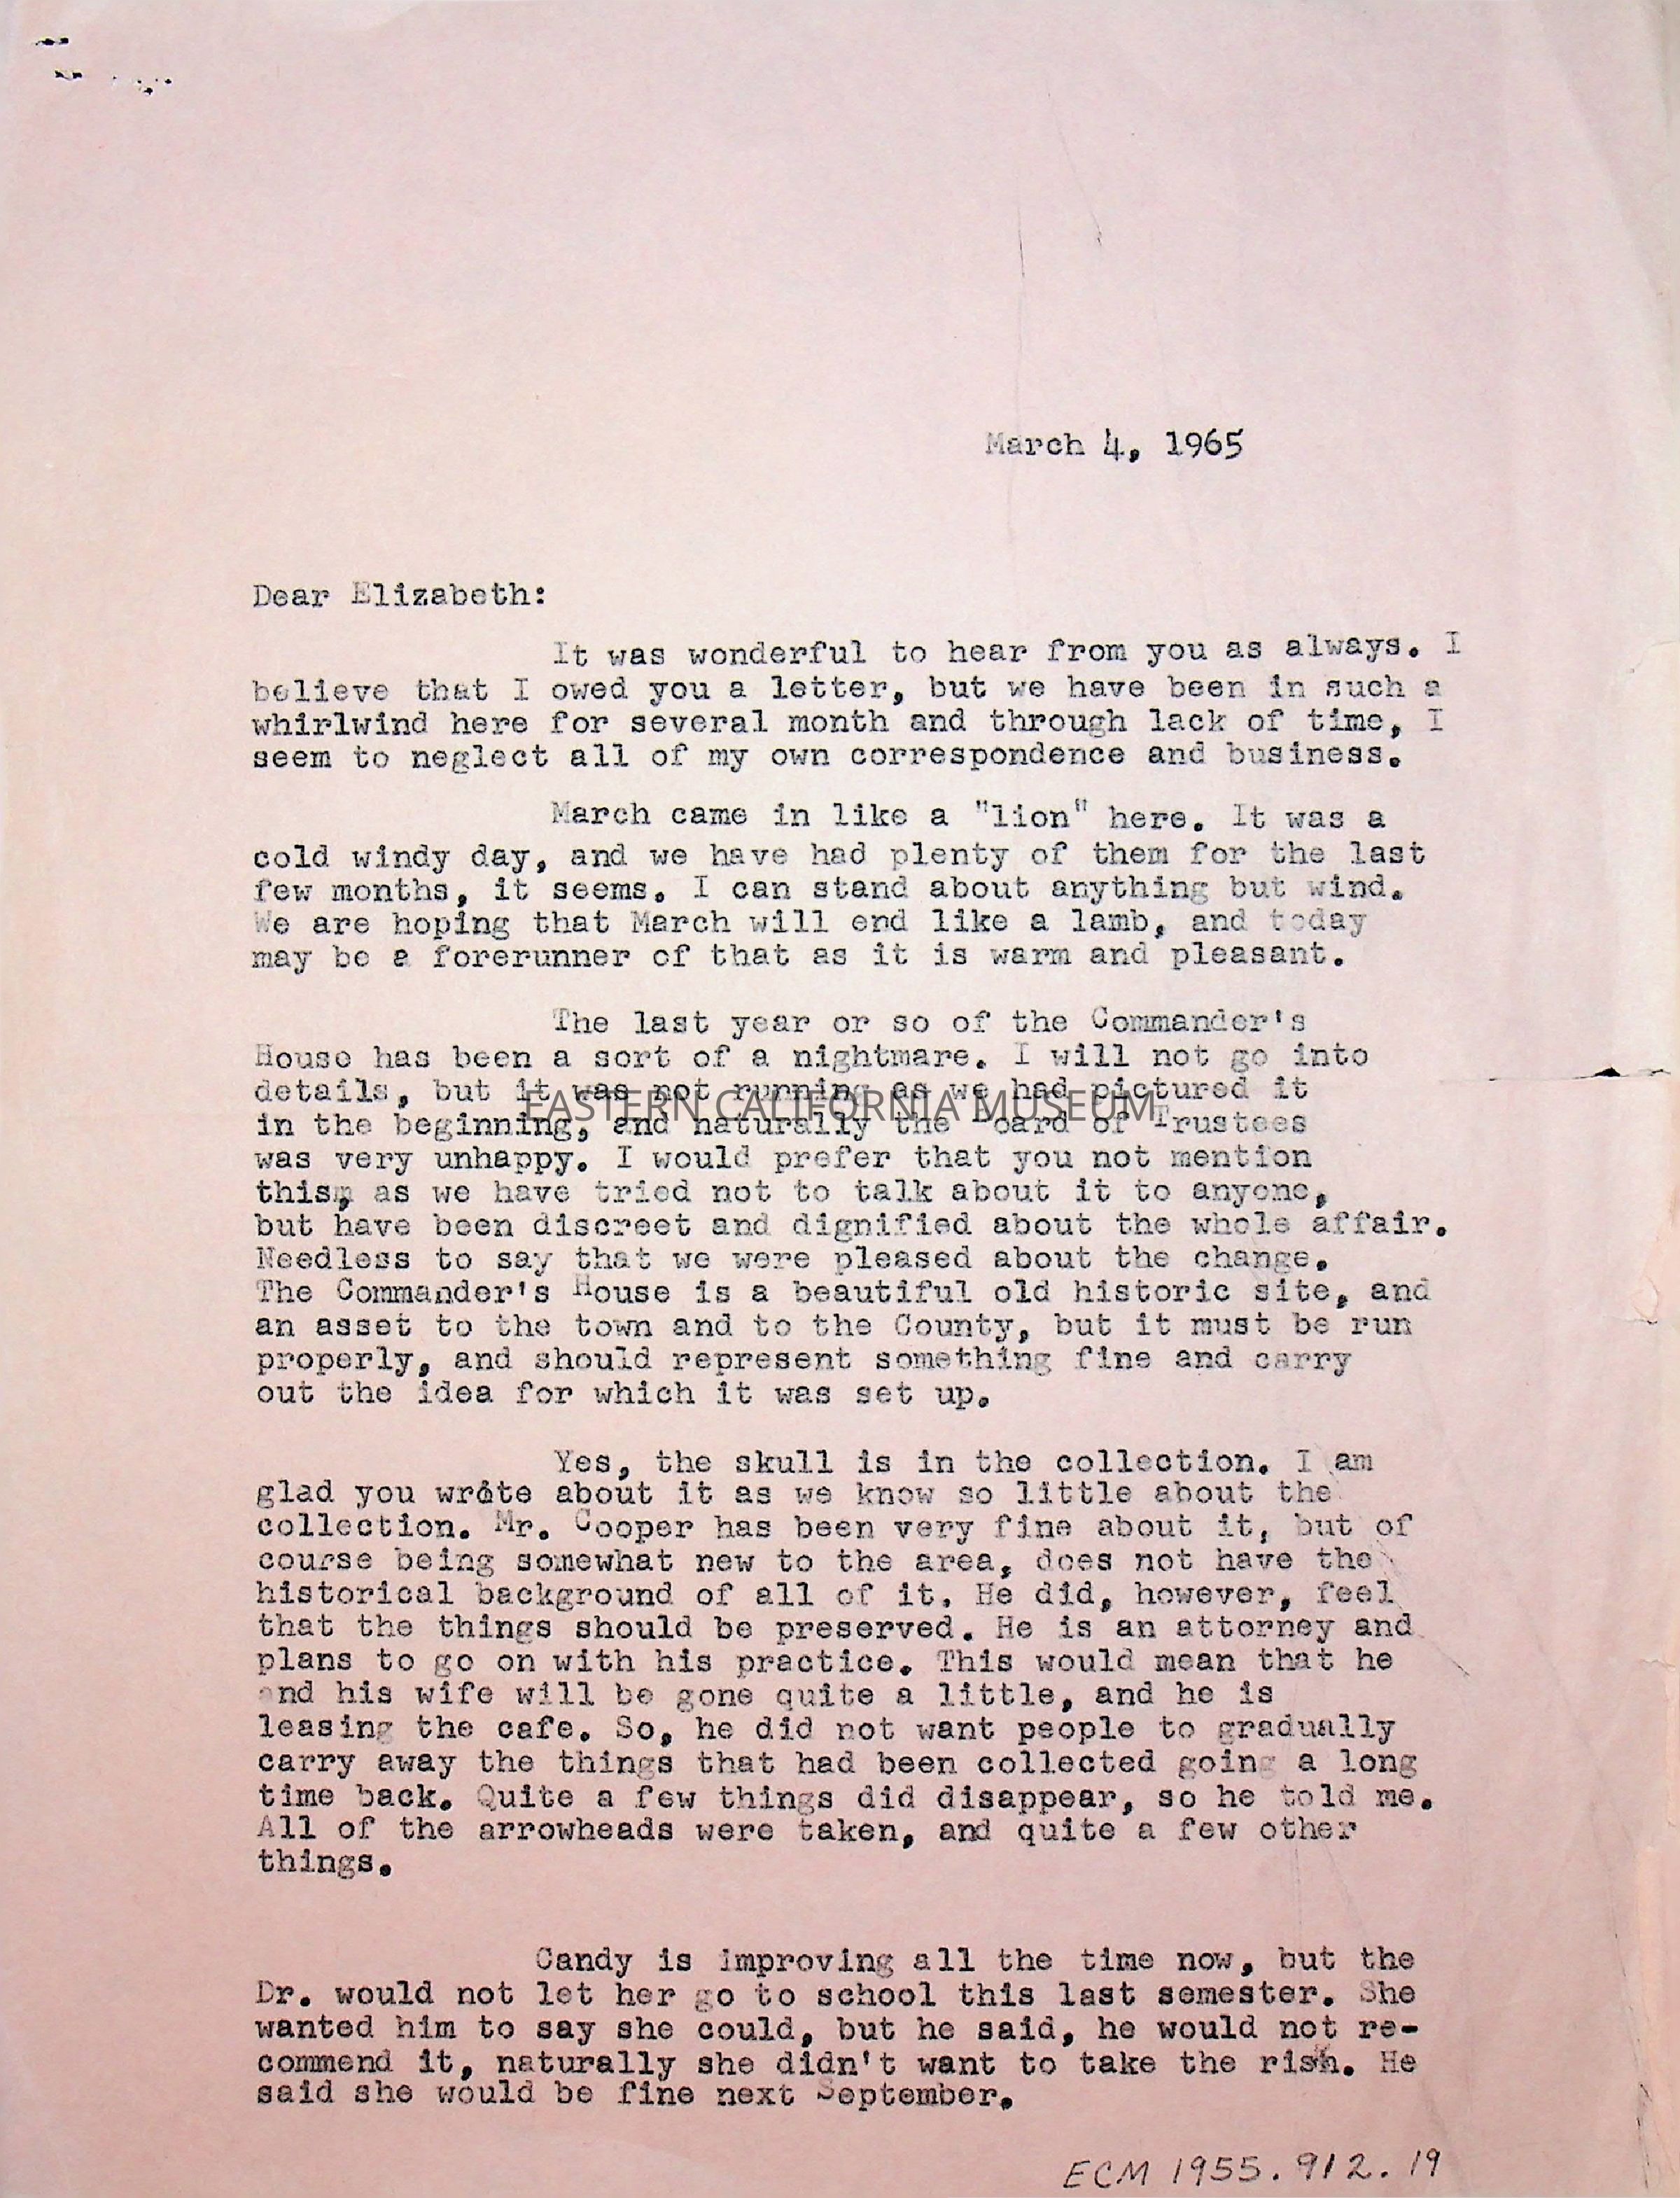 March 4, 1965
Dear Elizabeth:
It was wonderful to hear from you as always. I
believe that I owed you a letter, but we have been in such a
whirlwind here for several month and through lack of time, I
seem to neglect all of my own correspondence and business.
March came in like a "lion" here. It was a
cold windy day, and we have had plenty of them for the last
few months, it seems. I can stand about anything but wind.
We are hoping that March will end like a lamb, and today
may be a forerunner of that as it is warm and pleasant.
The last year or so of the Commander's
House has been a sort of a nightmare. I will not go into
details, but it was not running as we had pictured it
EASTERN CALIFORNIA MUSEUM
in the beginning, and naturally the Board of Trustees
was very unhappy. I would prefer that you not mention
this, as we have tried not to talk about it to anyone,
but have been discreet and dignified about the whole affair.
Needless to say that we were pleased about the change.
The Commander's House is a beautiful old historic site, and
an asset to the town and to the County, but it must be run
properly, and should represent something fine and carry
out the idea for which it was set up.
Yes, the skull is in the collection. I am
glad you wrote about it as we know so little about the
collection. Mr. Cooper has been very fine about it, but of
course being somewhat new to the area, does not have the
historical background of all of it. He did, however, feel
that the things should be preserved. He is an attorney and
plans to go on with his practice. This would mean that he
and his wife will be gone quite a little, and he is
leasing the cafe. So, he did not want people to gradually
carry away the things that had been collected going a long
time back. Quite a few things did disappear, so he told me.
All of the arrowheads were taken, and quite a few other
things.
Candy is improving all the time now, but the
Dr. would not let her go to school this last semester. She
wanted him to say she could, but he said, he would not re-
commend it, naturally she didn't want to take the risk. He
said she would be fine next September.
ECM 1955.912.19